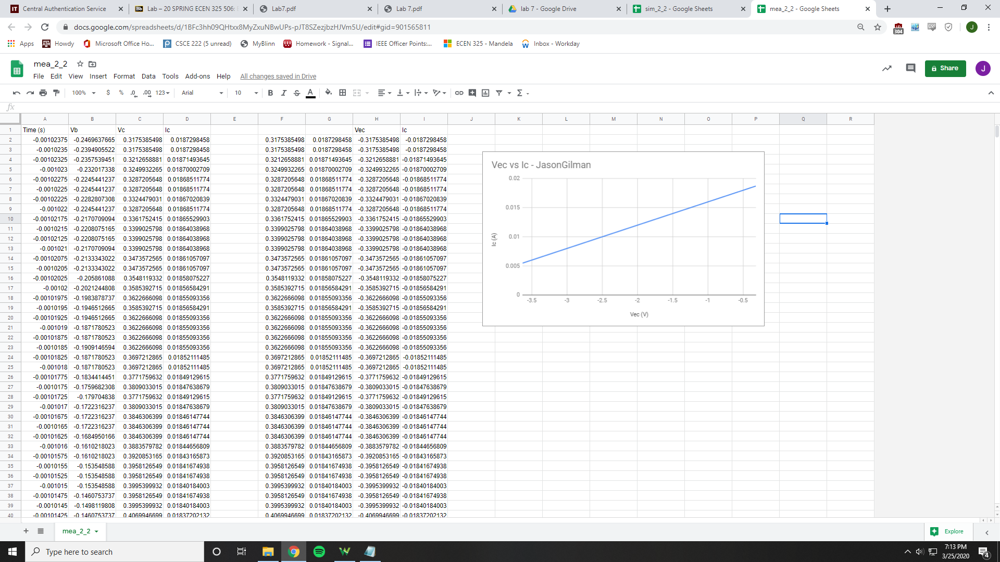 Central Authentication Service
Lab – 20 SPRING ECEN 325 506:
Lab7.pdf
Lab 7.pdf
lab 7 - Google Drive
sim_2_2 - Google Sheets
mea_2_2 - Google Sheets
docs.google.com/spreadsheets/d/1BFc3hh09QHtxx8MyZxuNBwUPs-pJT8SZezjbzHJVm5U/edit#gid=901565811
304
J
Apps
Howdy
Microsoft Office Ho...
CSCE 222 (5 unread)
MyBlinn
Homework - Signal...
IEEE Officer Points:...
ECEN 325 - Mandela
Inbox - Workday
mea_2_2
Share
J
File Edit View Insert Format Data Tools Add-ons Help All changes saved in Drive
100% $ % .0 .00 123 Arial 10 B I S A
fx
A B C D E F G H I J K L M N O P Q R
1 Time (s) Vb Vc Ic Vec Ic
2 -0.00102375 -0.2469637665 0.3175385498 0.0187298458 0.3175385498 0.0187298458 -0.3175385498 -0.0187298458
3 -0.0010235 -0.2394905522 0.3175385498 0.0187298458 0.3175385498 0.0187298458 -0.3175385498 -0.0187298458
4 -0.00102325 -0.2357539451 0.3212658881 0.01871493645 0.3212658881 0.01871493645 -0.3212658881 -0.01871493645
5 -0.001023 -0.232017338 0.3249932265 0.01870002709 0.3249932265 0.01870002709 -0.3249932265 -0.01870002709
6 -0.00102275 -0.2245441237 0.3287205648 0.01868511774 0.3287205648 0.01868511774 -0.3287205648 -0.01868511774
7 -0.0010225 -0.2245441237 0.3287205648 0.01868511774 0.3287205648 0.01868511774 -0.3287205648 -0.01868511774
8 -0.00102225 -0.2282807308 0.3324479031 0.01867020839 0.3324479031 0.01867020839 -0.3324479031 -0.01867020839
9 -0.001022 -0.2245441237 0.3287205648 0.01868511774 0.3287205648 0.01868511774 -0.3287205648 -0.01868511774
10 -0.00102175 -0.2170709094 0.3361752415 0.01865529903 0.3361752415 0.01865529903 -0.3361752415 -0.01865529903
11 -0.0010215 -0.2208075165 0.3399025798 0.01864038968 0.3399025798 0.01864038968 -0.3399025798 -0.01864038968
12 -0.00102125 -0.2208075165 0.3399025798 0.01864038968 0.3399025798 0.01864038968 -0.3399025798 -0.01864038968
13 -0.001021 -0.2170709094 0.3399025798 0.01864038968 0.3399025798 0.01864038968 -0.3399025798 -0.01864038968
14 -0.00102075 -0.2133343022 0.3473572565 0.01861057097 0.3473572565 0.01861057097 -0.3473572565 -0.01861057097
15 -0.0010205 -0.2133343022 0.3473572565 0.01861057097 0.3473572565 0.01861057097 -0.3473572565 -0.01861057097
16 -0.00102025 -0.205861088 0.3548119332 0.01858075227 0.3548119332 0.01858075227 -0.3548119332 -0.01858075227
17 -0.00102 -0.2021244808 0.3585392715 0.01856584291 0.3585392715 0.01856584291 -0.3585392715 -0.01856584291
18 -0.00101975 -0.1983878737 0.3622666098 0.01855093356 0.3622666098 0.01855093356 -0.3622666098 -0.01855093356
19 -0.0010195 -0.1946512665 0.3585392715 0.01856584291 0.3585392715 0.01856584291 -0.3585392715 -0.01856584291
20 -0.00101925 -0.1946512665 0.3622666098 0.01855093356 0.3622666098 0.01855093356 -0.3622666098 -0.01855093356
21 -0.001019 -0.1871780523 0.3622666098 0.01855093356 0.3622666098 0.01855093356 -0.3622666098 -0.01855093356
22 -0.00101875 -0.1871780523 0.3622666098 0.01855093356 0.3622666098 0.01855093356 -0.3622666098 -0.01855093356
23 -0.0010185 -0.1909146594 0.3622666098 0.01855093356 0.3622666098 0.01855093356 -0.3622666098 -0.01855093356
24 -0.00101825 -0.1871780523 0.3697212865 0.01852111485 0.3697212865 0.01852111485 -0.3697212865 -0.01852111485
25 -0.001018 -0.1871780523 0.3697212865 0.01852111485 0.3697212865 0.01852111485 -0.3697212865 -0.01852111485
26 -0.00101775 -0.1834414451 0.3771759632 0.01849129615 0.3771759632 0.01849129615 -0.3771759632 -0.01849129615
27 -0.0010175 -0.1759682308 0.3809033015 0.01847638679 0.3809033015 0.01847638679 -0.3809033015 -0.01847638679
28 -0.00101725 -0.179704838 0.3771759632 0.01849129615 0.3771759632 0.01849129615 -0.3771759632 -0.01849129615
29 -0.001017 -0.1722316237 0.3809033015 0.01847638679 0.3809033015 0.01847638679 -0.3809033015 -0.01847638679
30 -0.00101675 -0.1722316237 0.3846306399 0.01846147744 0.3846306399 0.01846147744 -0.3846306399 -0.01846147744
31 -0.0010165 -0.1722316237 0.3846306399 0.01846147744 0.3846306399 0.01846147744 -0.3846306399 -0.01846147744
32 -0.00101625 -0.1684950166 0.3846306399 0.01846147744 0.3846306399 0.01846147744 -0.3846306399 -0.01846147744
33 -0.001016 -0.1610218023 0.3883579782 0.01844656809 0.3883579782 0.01844656809 -0.3883579782 -0.01844656809
34 -0.00101575 -0.1610218023 0.3920853165 0.01843165873 0.3920853165 0.01843165873 -0.3920853165 -0.01843165873
35 -0.0010155 -0.153548588 0.3958126549 0.01841674938 0.3958126549 0.01841674938 -0.3958126549 -0.01841674938
36 -0.00101525 -0.153548588 0.3958126549 0.01841674938 0.3958126549 0.01841674938 -0.3958126549 -0.01841674938
37 -0.001015 -0.153548588 0.3995399932 0.01840184003 0.3995399932 0.01840184003 -0.3995399932 -0.01840184003
38 -0.00101475 -0.1460753737 0.3958126549 0.01841674938 0.3958126549 0.01841674938 -0.3958126549 -0.01841674938
39 -0.0010145 -0.1498119808 0.3995399932 0.01840184003 0.3995399932 0.01840184003 -0.3995399932 -0.01840184003
40 -0.00101425 -0.1460753737 0.4069946699 0.01837202132 0.4069946699 0.01837202132 -0.4069946699 -0.01837202132
Vec vs Ic - JasonGilman
0.02
0.015
0.01
0.005
0
Ic (A)
-3.5 -3 -2.5 -2 -1.5 -1 -0.5
Vec (V)
mea_2_2
Explore
Type here to search
7:13 PM
3/25/2020
4